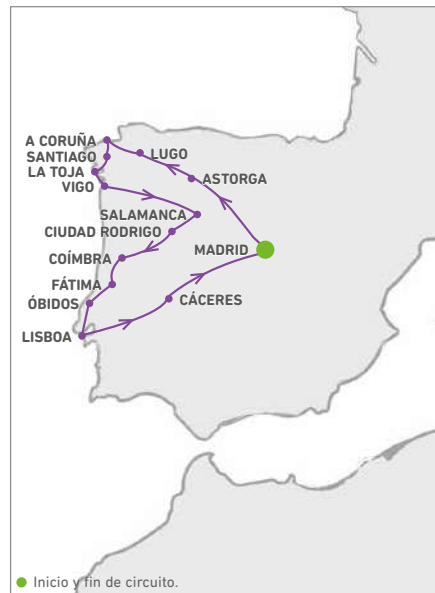 A CORUÑA
LUGO
SANTIAGO
LA TOJA
ASTORGA
VIGO
SALAMANCA
CIUDAD RODRIGO
MADRID
COÍMBRA
FÁTIMA
CÁCERES
ÓBIDOS
LISBOA
Inicio y fin de circuito.